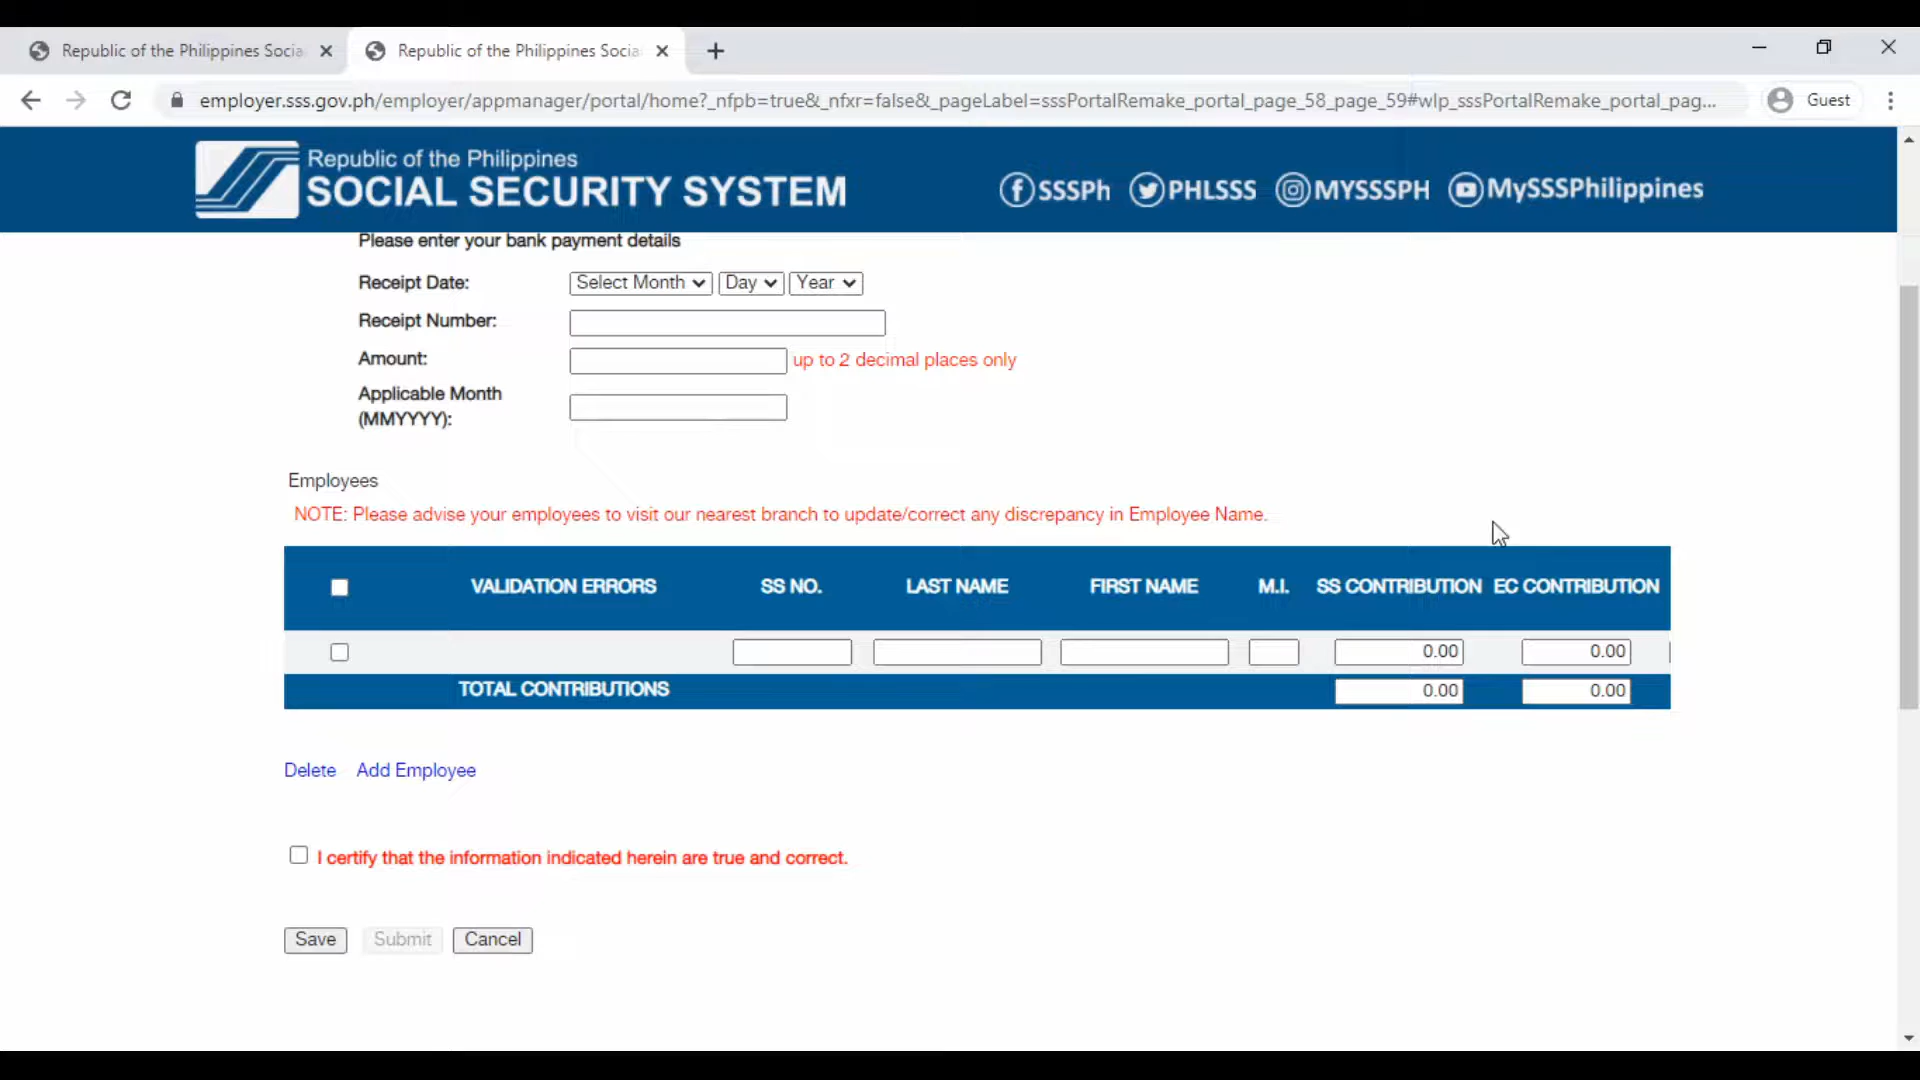 Republic of the Philippines Socia
Republic of the Philippines Socia
employer.sss.gov.ph/employer/appmanager/portal/home?_nfpb=true&_nfxr=false&_pageLabel=sssPortalRemake_portal_page_58_page_59#wlp_sssPortalRemake_portal_pag...
Guest
Republic of the Philippines
SOCIAL SECURITY SYSTEM
SSSPh PHLSSS MYSSSPH MySSSPhilippines
Please enter your bank payment details
Receipt Date: Select Month Day Year
Receipt Number:
Amount: up to 2 decimal places only
Applicable Month
(MMYYYY):
Employees
NOTE: Please advise your employees to visit our nearest branch to update/correct any discrepancy in Employee Name.
VALIDATION ERRORS SS NO. LAST NAME FIRST NAME M.I. SS CONTRIBUTION EC CONTRIBUTION
0.00 0.00
TOTAL CONTRIBUTIONS 0.00 0.00
Delete Add Employee
I certify that the information indicated herein are true and correct.
Save Submit Cancel